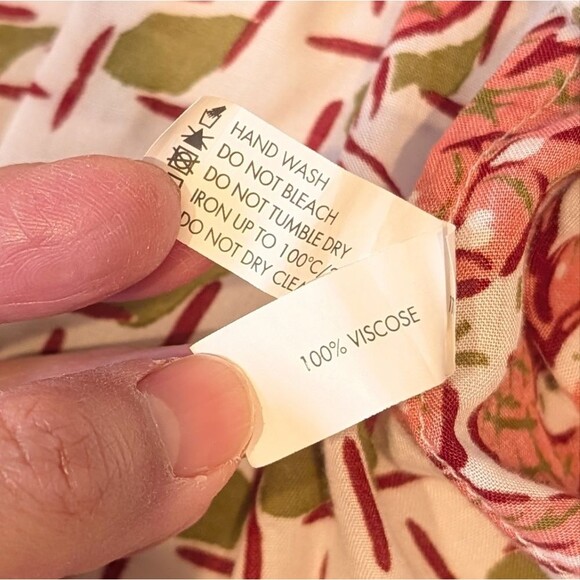 HAND WASH
DO NOT BLEACH
DO NOT TUMBLE DRY
IRON UP TO 100°C/
DO NOT DRY
100% VISCOSE